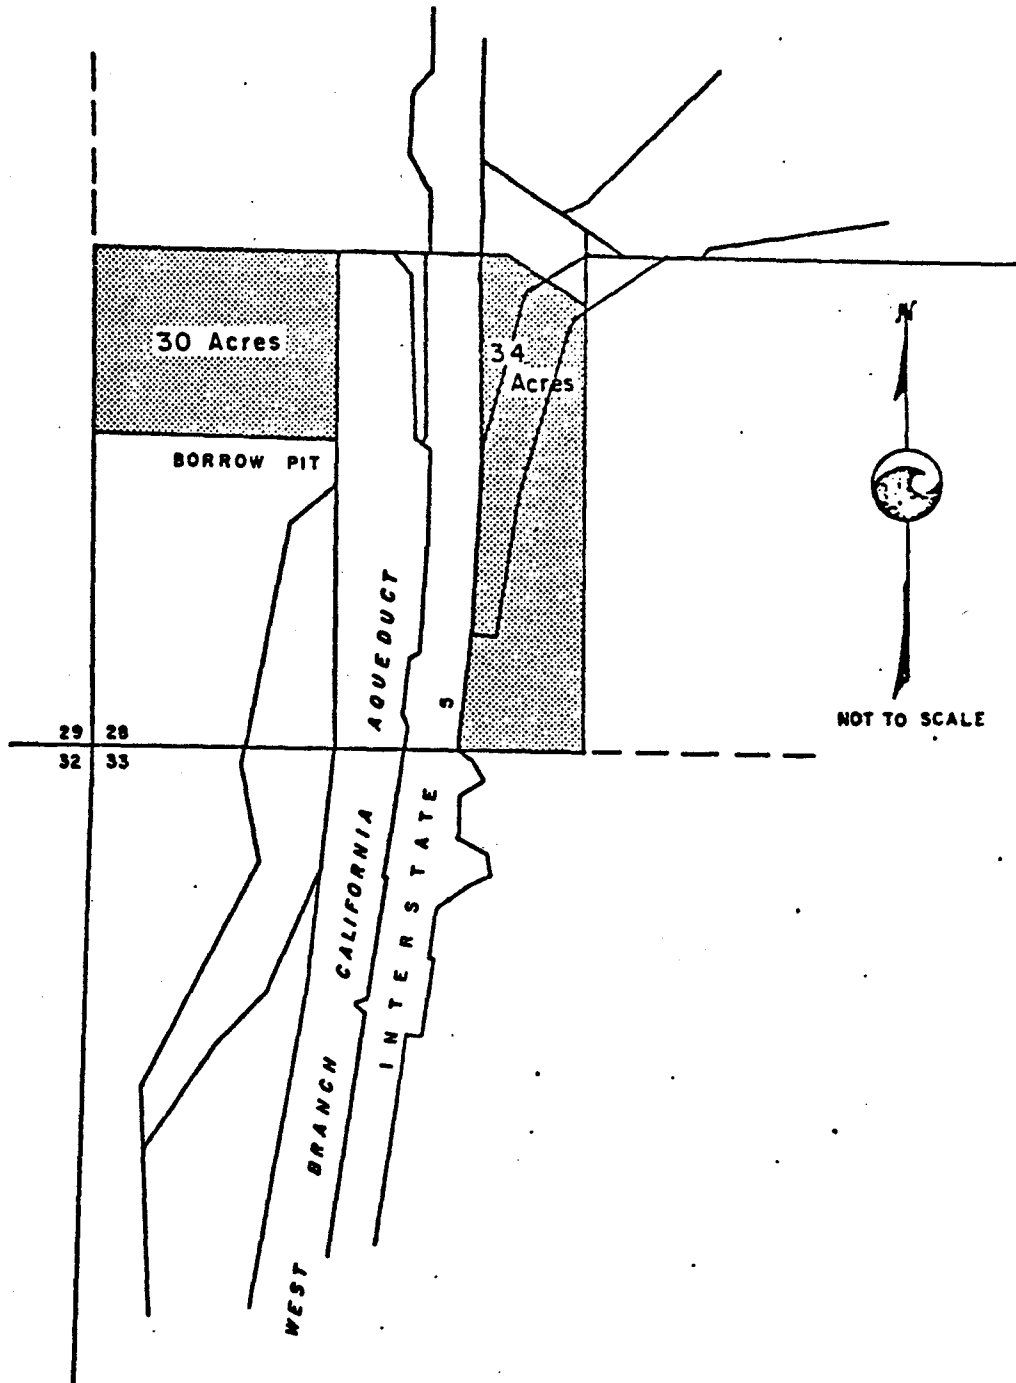 30 Acres
34
Acres
BORROW PIT
N
NOT TO SCALE
29 28
32 33
WEST BRANCH CALIFORNIA AQUEDUCT
INTERSTATE 5